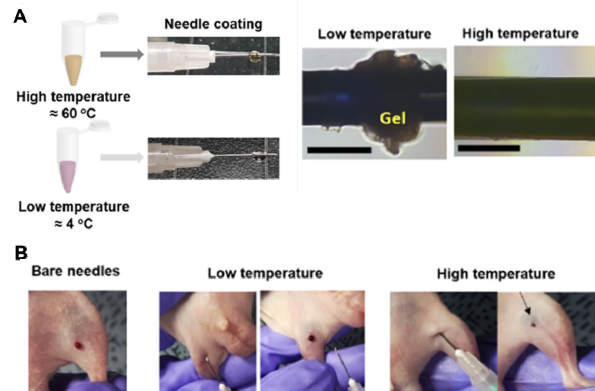 A
Needle coating
Low temperature
High temperature
High temperature
≈ 60 °C
Gel
Low temperature
≈ 4 °C
B
Bare needles
Low temperature
High temperature